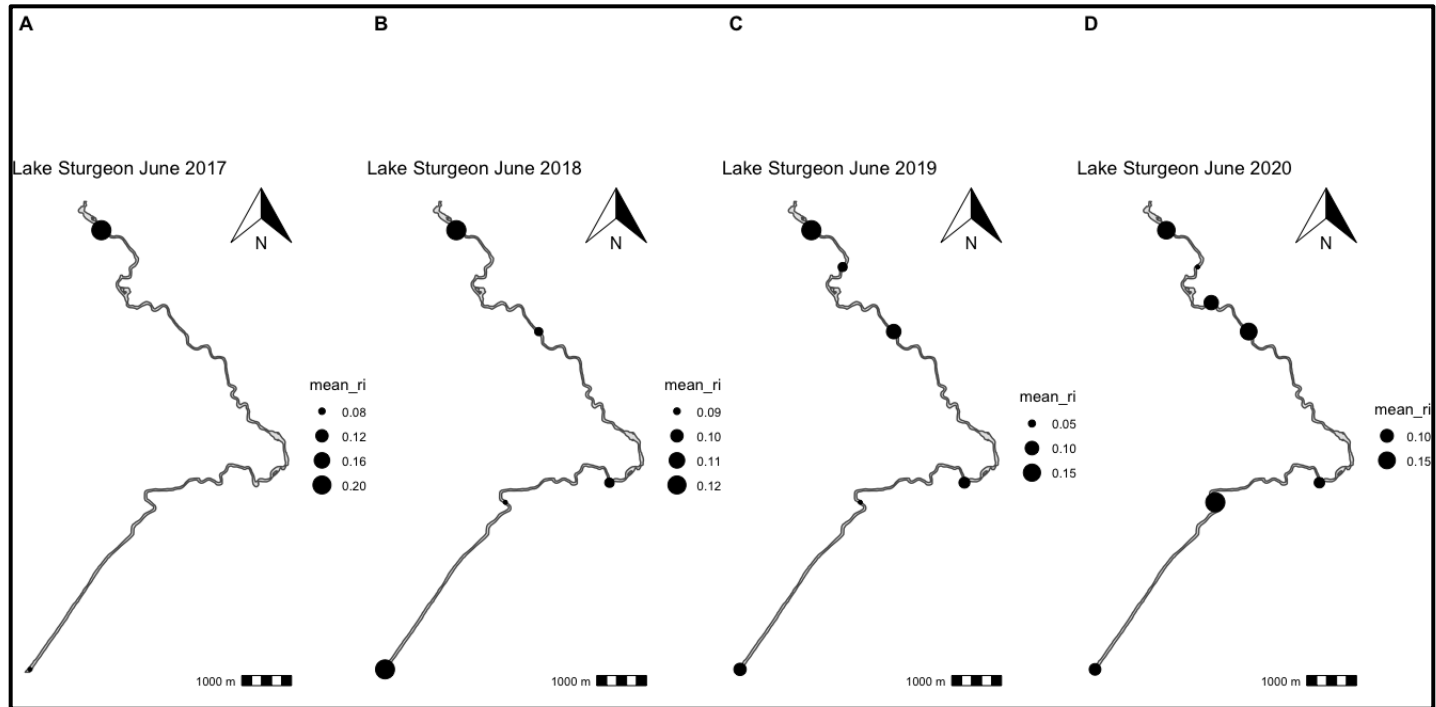 A
B
C
D
Lake Sturgeon June 2017
Lake Sturgeon June 2018
Lake Sturgeon June 2019
Lake Sturgeon June 2020
N
N
N
N
mean_ri
0.08
0.12
0.16
0.20
mean_ri
0.09
0.10
0.11
0.12
mean_ri
0.05
0.10
0.15
mean_ri
0.10
0.15
1000 m
1000 m
1000 m
1000 m